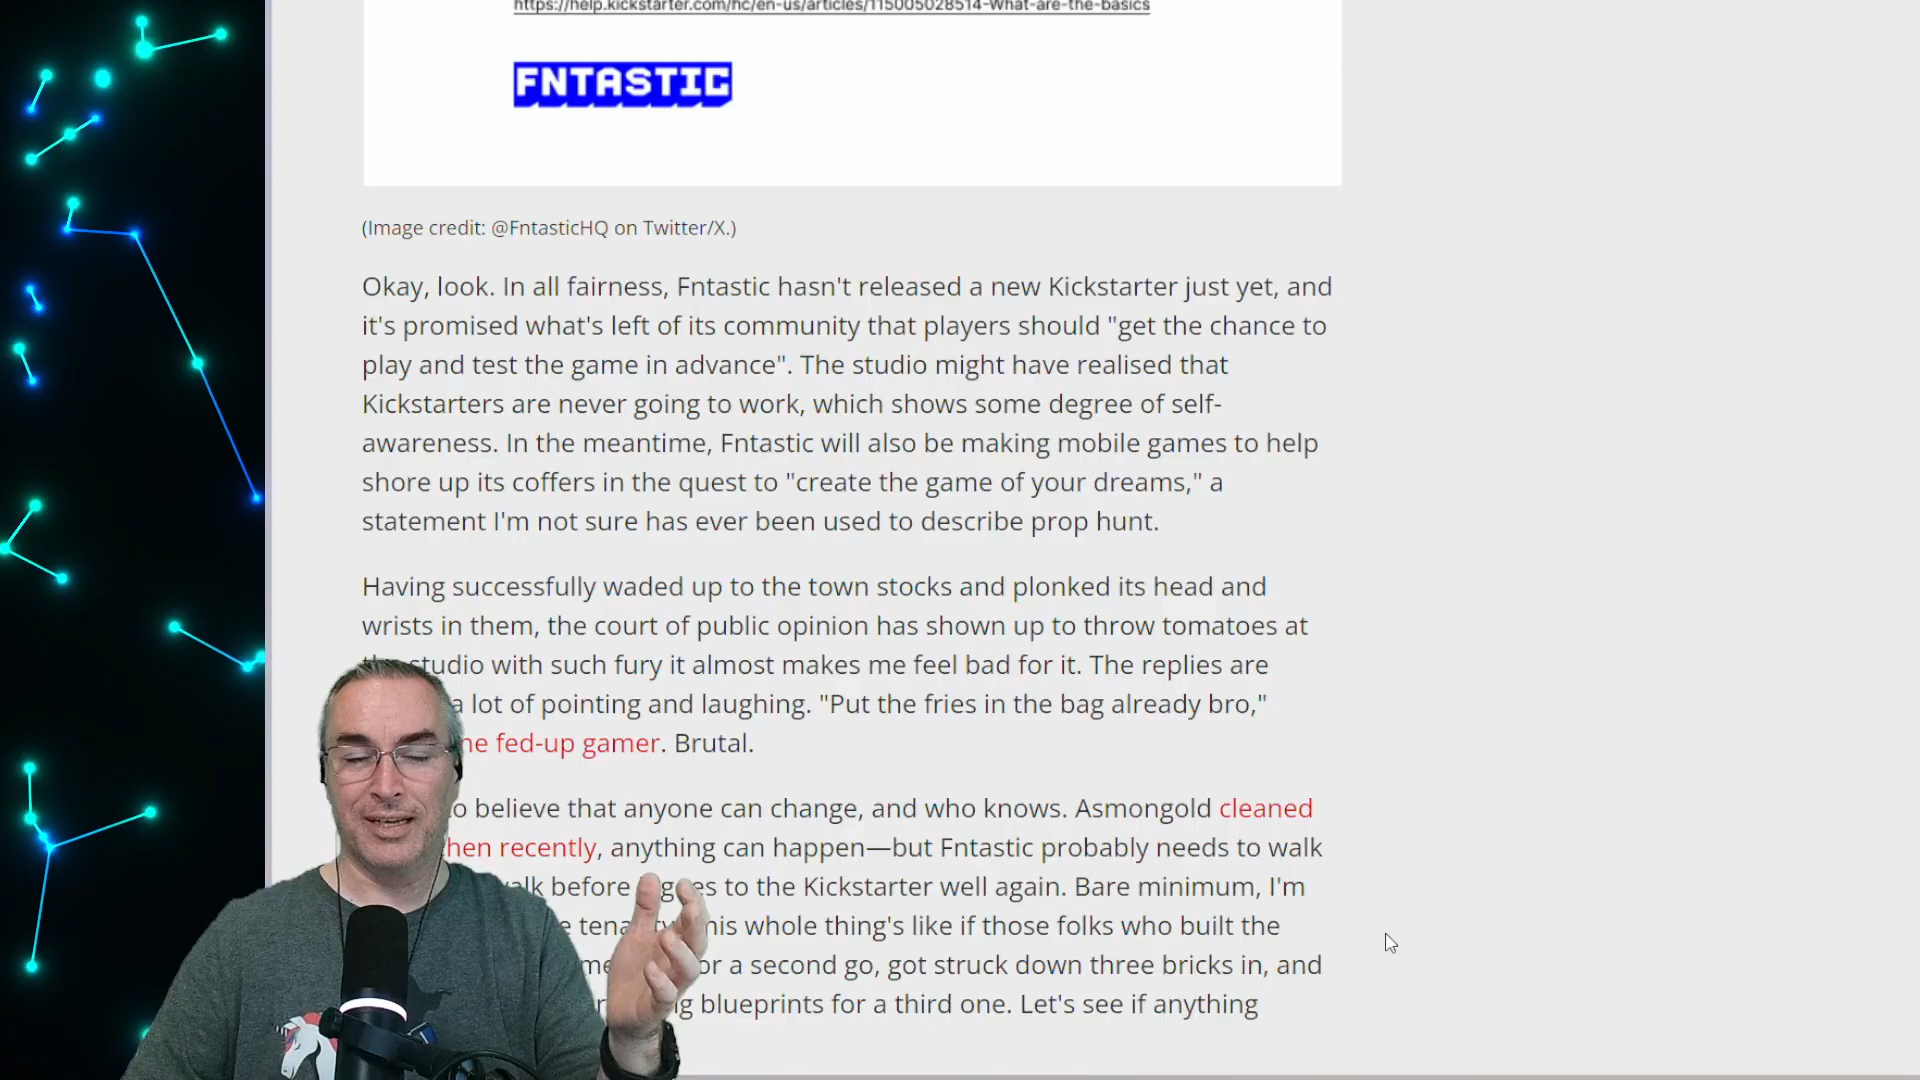 https://help.kickstarter.com/hc/en-us/articles/115005028514-What-are-the-basics
FNTASTIC
(Image credit: @FntasticHQ on Twitter/X.)
Okay, look. In all fairness, Fntastic hasn't released a new Kickstarter just yet, and
it's promised what's left of its community that players should "get the chance to
play and test the game in advance". The studio might have realised that
Kickstarters are never going to work, which shows some degree of self-
awareness. In the meantime, Fntastic will also be making mobile games to help
shore up its coffers in the quest to "create the game of your dreams," a
statement I'm not sure has ever been used to describe prop hunt.
Having successfully waded up to the town stocks and plonked its head and
wrists in them, the court of public opinion has shown up to throw tomatoes at
the studio with such fury it almost makes me feel bad for it. The replies are
a lot of pointing and laughing. "Put the fries in the bag already bro,"
fed-up gamer. Brutal.
believe that anyone can change, and who knows. Asmongold cleaned
recently, anything can happen—but Fntastic probably needs to walk
before goes to the Kickstarter well again. Bare minimum, I'm
whole thing's like if those folks who built the
a second go, got struck down three bricks in, and
blueprints for a third one. Let's see if anything